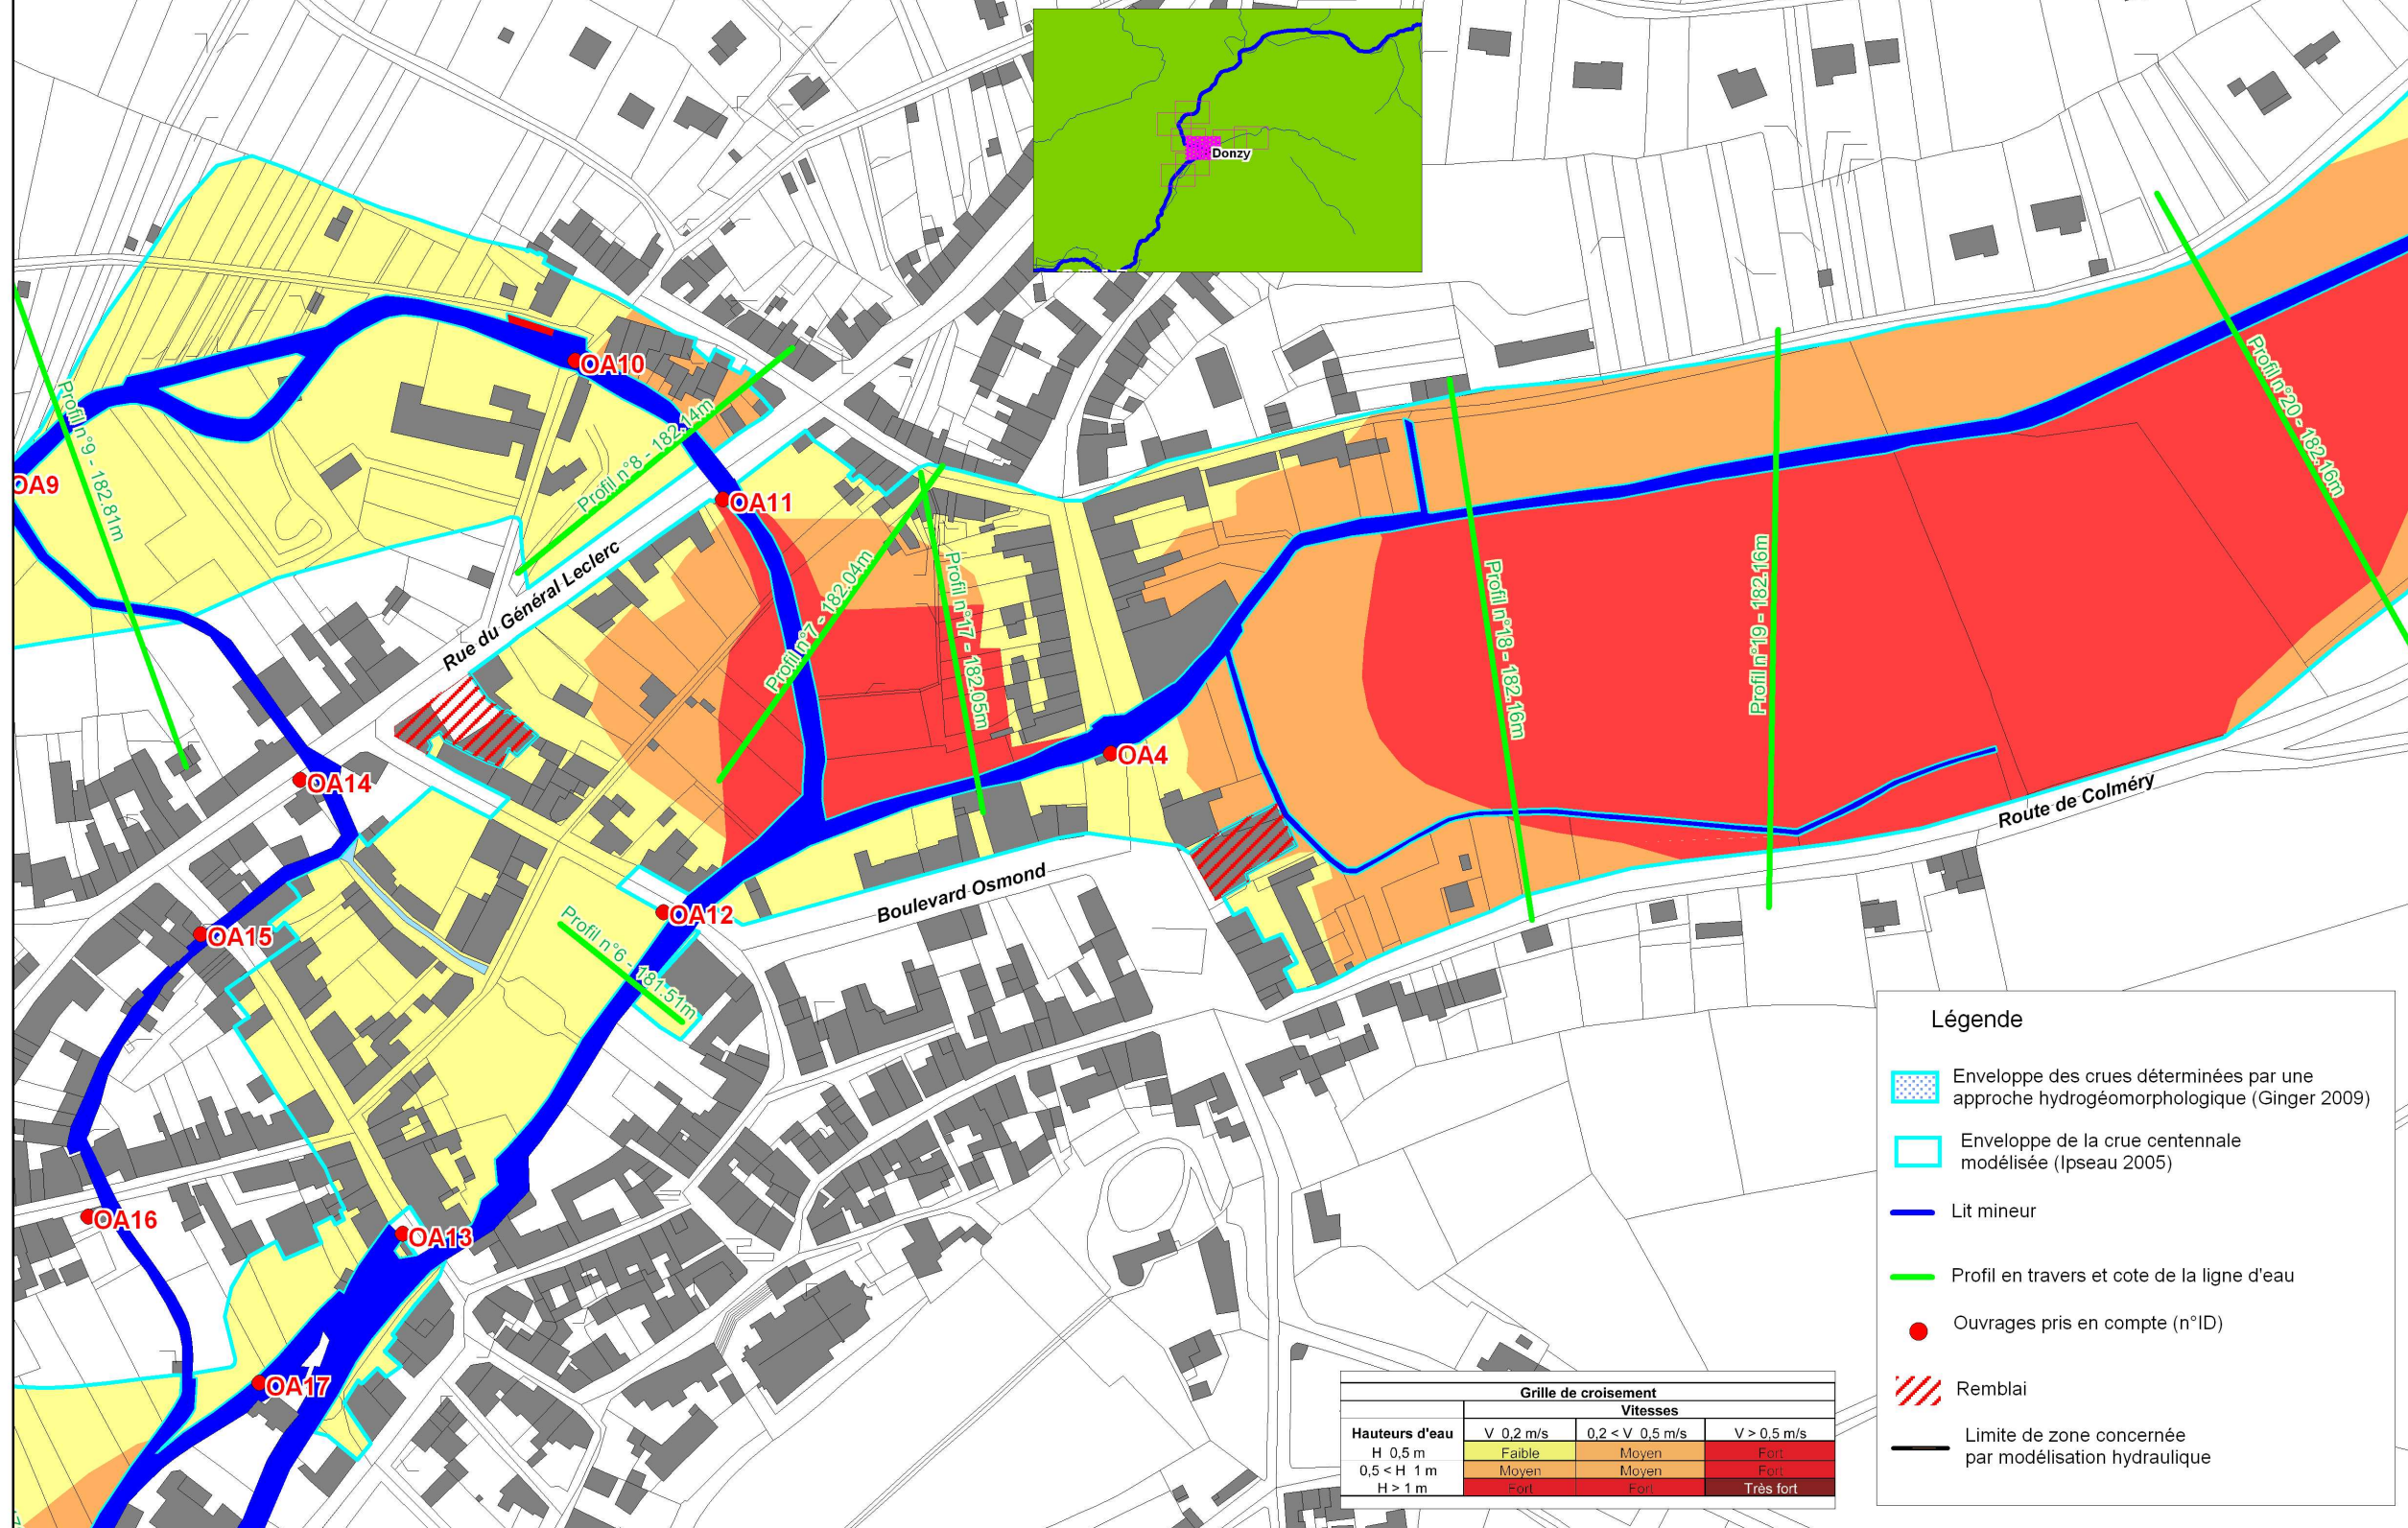 Donzy
OA10
Profil n°9 - 182.81m
Profil n°8 - 182.14m
OA9
OA11
Profil n°20 - 182.16m
Rue du Général Leclerc
Profil n°7 - 182.04m
Profil n°17 - 182.05m
Profil n°18 - 182.16m
Profil n°19 - 182.16m
OA14
OA4
Route de Colméry
Boulevard Osmond
OA12
OA15
Profil n°6 - 181.51m
OA16
OA13
OA17
Légende
Enveloppe des crues déterminées par une
approche hydrogéomorphologique (Ginger 2009)
Enveloppe de la crue centennale
modélisée (Ipseau 2005)
Lit mineur
Profil en travers et cote de la ligne d'eau
Ouvrages pris en compte (n°ID)
Remblai
Limite de zone concernée
par modélisation hydraulique
Grille de croisement
Vitesses
Hauteurs d'eau V 0,2 m/s 0,2 < V 0,5 m/s V > 0,5 m/s
H 0,5 m Faible Moyen Fort
0,5 < H 1 m Moyen Moyen Fort
H > 1 m Fort Fort Très fort